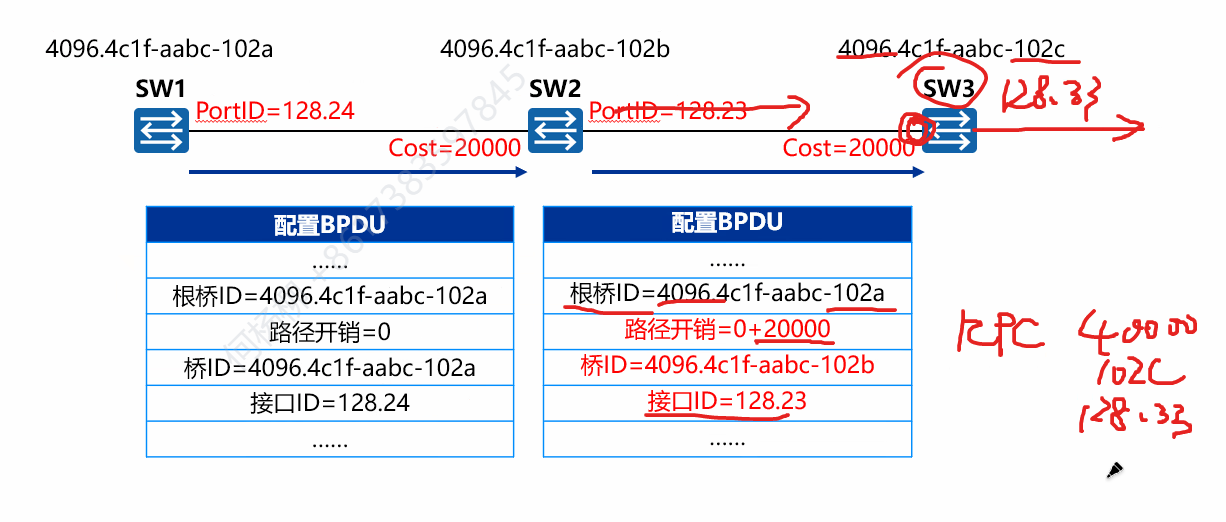 4096.4c1f-aabc-102a
4096.4c1f-aabc-102b
4096.4c1f-aabc-102c
SW1
SW2
SW3
PortID=128.24
PortID=128.23
128.33
Cost=20000
Cost=20000
配置BPDU
......
根桥ID=4096.4c1f-aabc-102a
路径开销=0
桥ID=4096.4c1f-aabc-102a
接口ID=128.24
......
配置BPDU
......
根桥ID=4096.4c1f-aabc-102a
路径开销=0+20000
桥ID=4096.4c1f-aabc-102b
接口ID=128.23
......
RPC 40000
102C
128.33